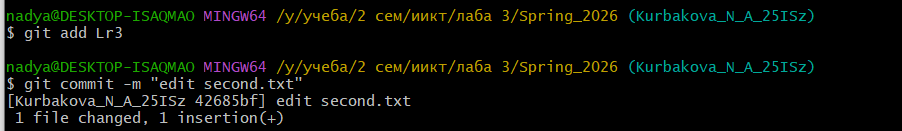 nadya@DESKTOP-ISAQMAO MINGW64 /y/учеба/2 сем/иикт/лаба 3/Spring_2026 (Kurbakova_N_A_25ISz)
$ git add Lr3
nadya@DESKTOP-ISAQMAO MINGW64 /y/учеба/2 сем/иикт/лаба 3/Spring_2026 (Kurbakova_N_A_25ISz)
$ git commit -m "edit second.txt"
[Kurbakova_N_A_25ISz 42685bf] edit second.txt
 1 file changed, 1 insertion(+)